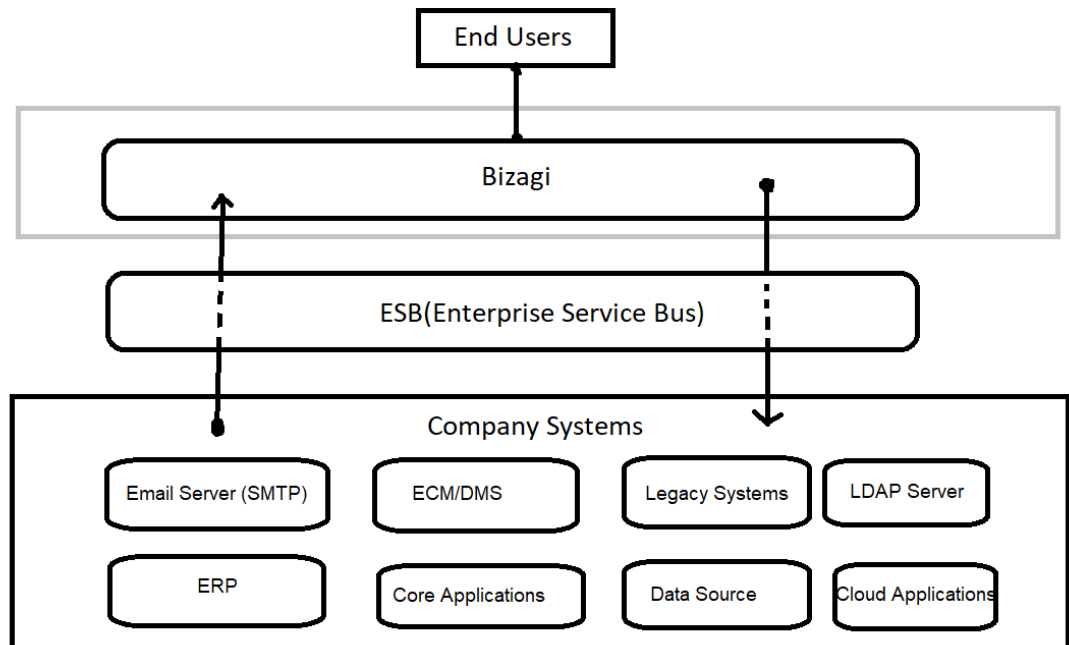 End Users
Bizagi
ESB(Enterprise Service Bus)
Company Systems
Email Server (SMTP)
ECM/DMS
Legacy Systems
LDAP Server
ERP
Core Applications
Data Source
Cloud Applications